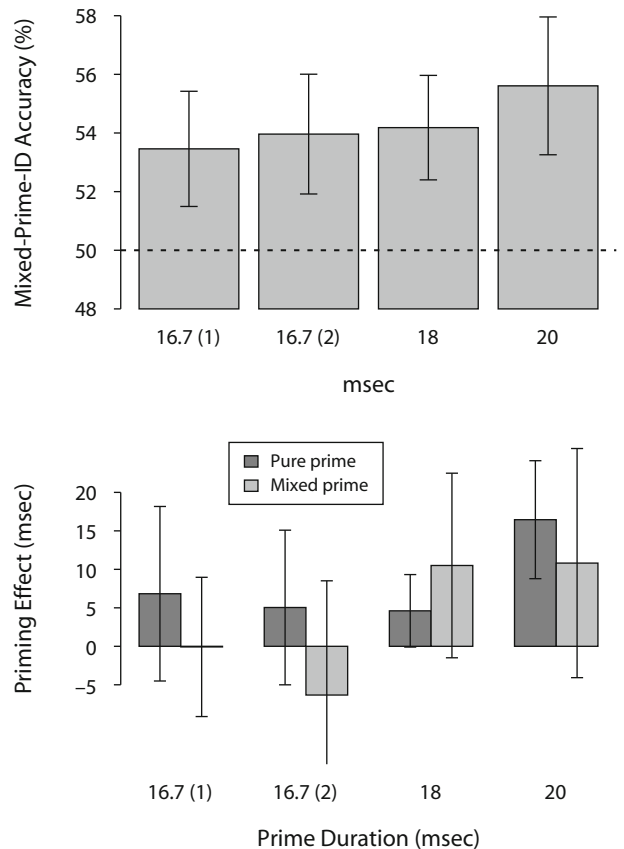 Mixed-Prime-ID Accuracy (%)
58
56
54
52
50
48
16.7 (1) 16.7 (2) 18 20
msec
Pure prime
Mixed prime
Priming Effect (msec)
20
15
10
5
0
−5
16.7 (1) 16.7 (2) 18 20
Prime Duration (msec)